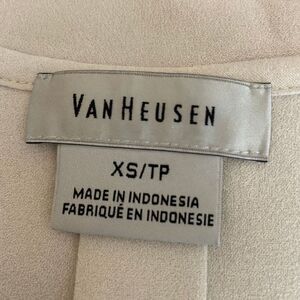 VAN HEUSEN
XS/TP
MADE IN INDONESIA
FABRIQUÉ EN INDONESIE